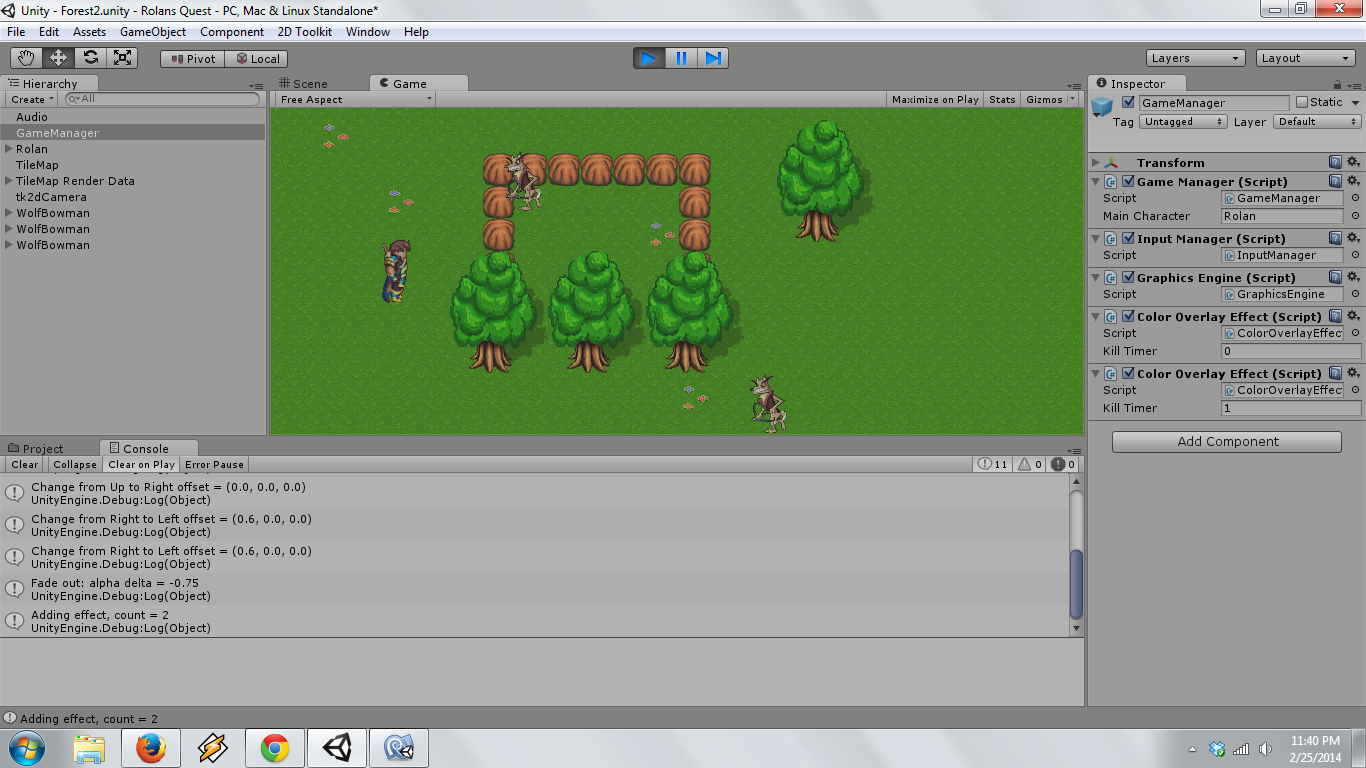 Unity - Forest2.unity - Rolans Quest - PC, Mac & Linux Standalone*
File Edit Assets GameObject Component 2D Toolkit Window Help
Pivot Local Layers Layout
Hierarchy
Create All
Audio
GameManager
Rolan
TileMap
TileMap Render Data
tk2dCamera
WolfBowman
WolfBowman
WolfBowman
Scene Game
Free Aspect Maximize on Play Stats Gizmos
Inspector
GameManager Static
Tag Untagged Layer Default
Transform
Game Manager (Script)
Script GameManager
Main Character Rolan
Input Manager (Script)
Script InputManager
Graphics Engine (Script)
Script GraphicsEngine
Color Overlay Effect (Script)
Script ColorOverlayEffec
Kill Timer 0
Color Overlay Effect (Script)
Script ColorOverlayEffec
Kill Timer 1
Add Component
Project Console
Clear Collapse Clear on Play Error Pause 11 0 0
Change from Up to Right offset = (0.0, 0.0, 0.0)
UnityEngine.Debug:Log(Object)
Change from Right to Left offset = (0.6, 0.0, 0.0)
UnityEngine.Debug:Log(Object)
Change from Right to Left offset = (0.6, 0.0, 0.0)
UnityEngine.Debug:Log(Object)
Fade out: alpha delta = -0.75
UnityEngine.Debug:Log(Object)
Adding effect, count = 2
UnityEngine.Debug:Log(Object)
Adding effect, count = 2
11:40 PM
2/25/2014